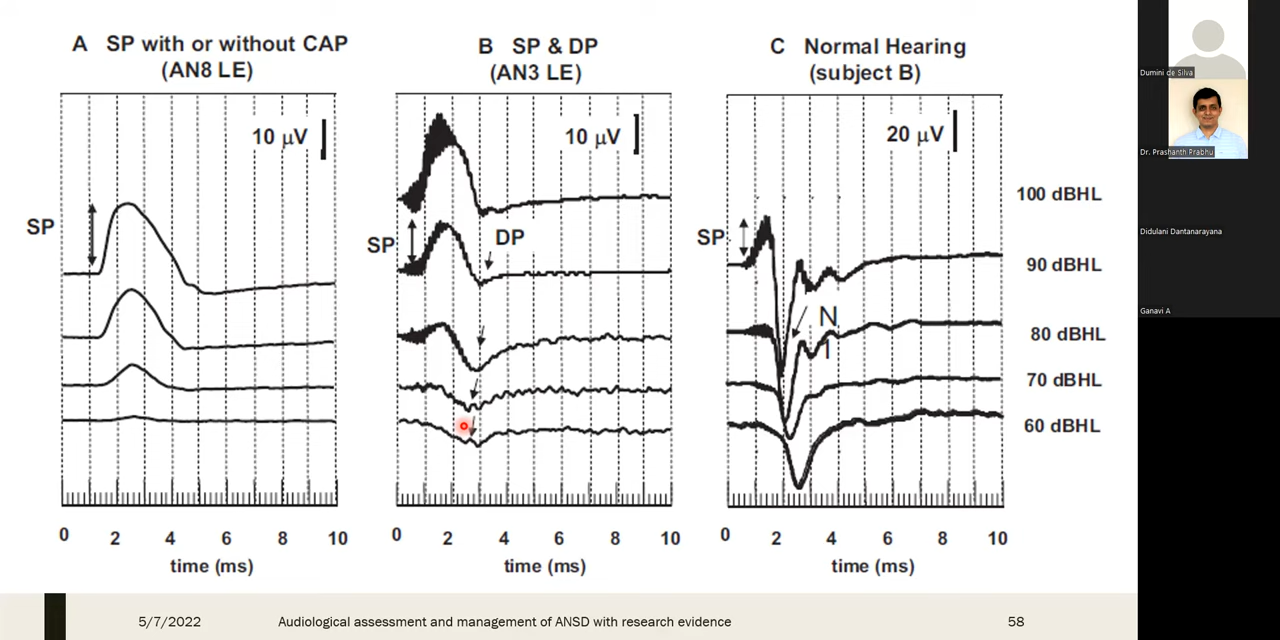 A SP with or without CAP
(AN8 LE)
B SP & DP
(AN3 LE)
C Normal Hearing
(subject B)
10 μV
10 μV
20 μV
SP
SP
DP
SP
N
I
100 dBHL
90 dBHL
80 dBHL
70 dBHL
60 dBHL
0 2 4 6 8 10
0 2 4 6 8 10
0 2 4 6 8 10
time (ms)
time (ms)
time (ms)
5/7/2022
Audiological assessment and management of ANSD with research evidence
58
Dumini de Silva
Dr. Prashanth Prabhu
Didulani Dantanarayana
Ganavi A